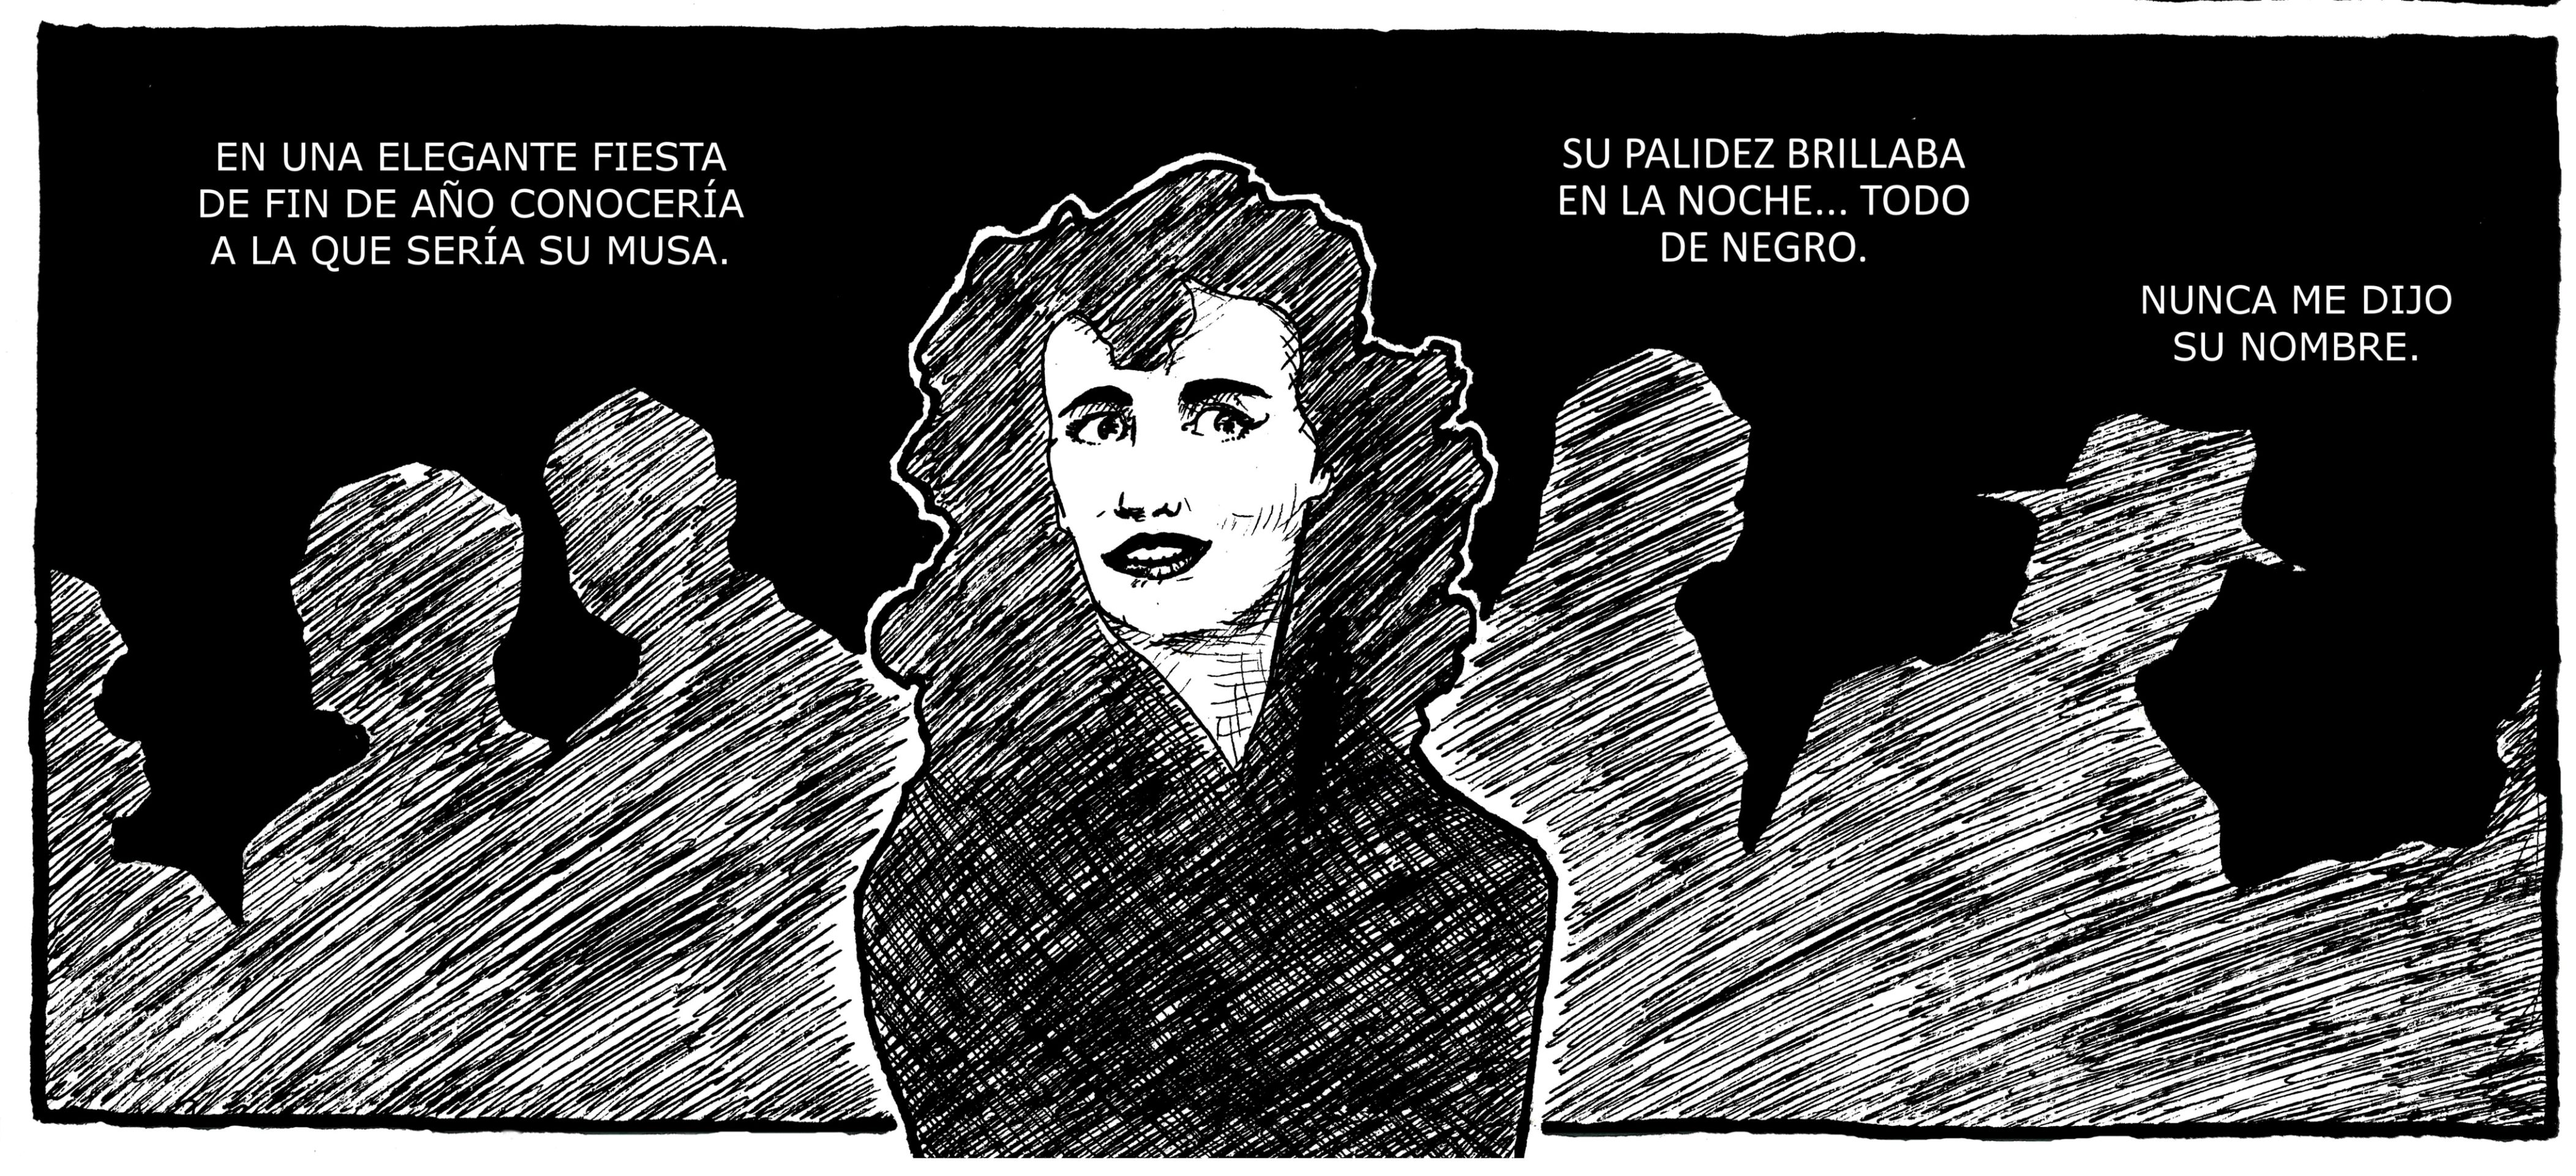 EN UNA ELEGANTE FIESTA
DE FIN DE AÑO CONOCERÍA
A LA QUE SERÍA SU MUSA.
SU PALIDEZ BRILLABA
EN LA NOCHE... TODO
DE NEGRO.
NUNCA ME DIJO
SU NOMBRE.